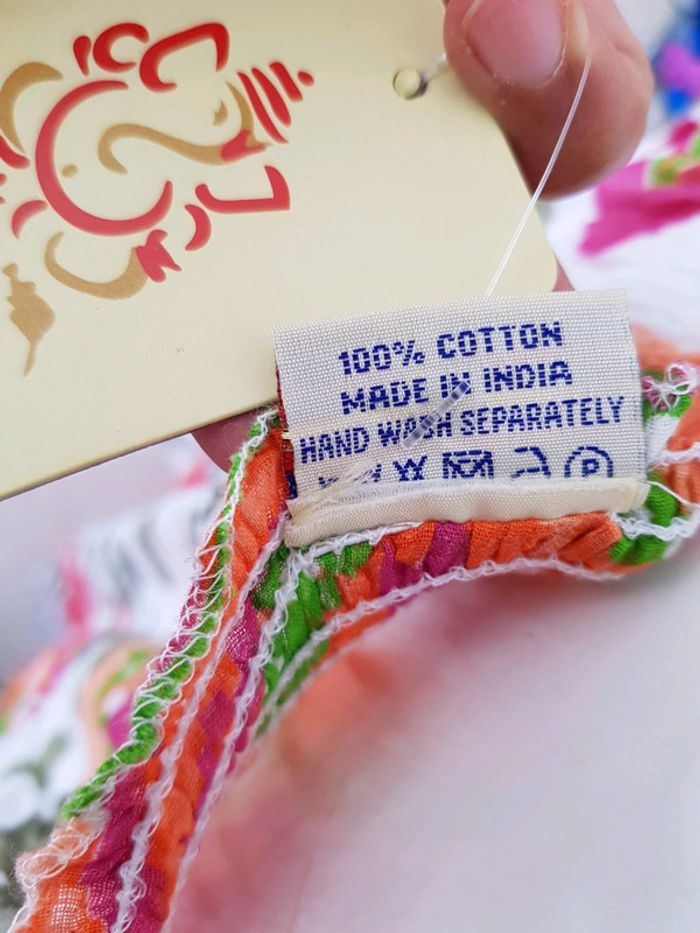 100% COTTON
MADE IN INDIA
HAND WASH SEPARATELY
P